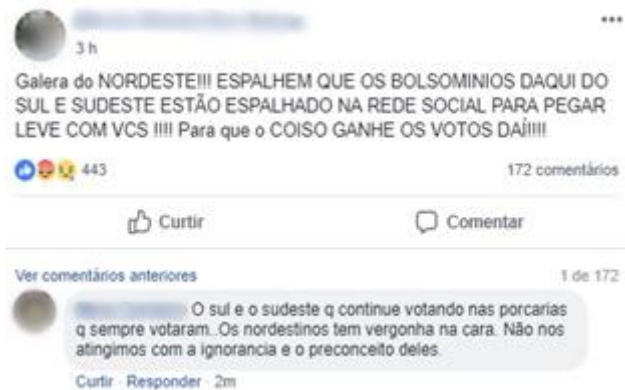 3 h
Galera do NORDESTE!!! ESPALHEM QUE OS BOLSOMINIOS DAQUI DO
SUL E SUDESTE ESTÃO ESPALHADO NA REDE SOCIAL PARA PEGAR
LEVE COM VCS !!!! Para que o COISO GANHE OS VOTOS DAÍ!!!!
443 172 comentários
Curtir Comentar
Ver comentários anteriores 1 de 172
O sul e o sudeste q continue votando nas porcarias
q sempre votaram..Os nordestinos tem vergonha na cara. Não nos
atingimos com a ignorancia e o preconceito deles.
Curtir · Responder · 2m